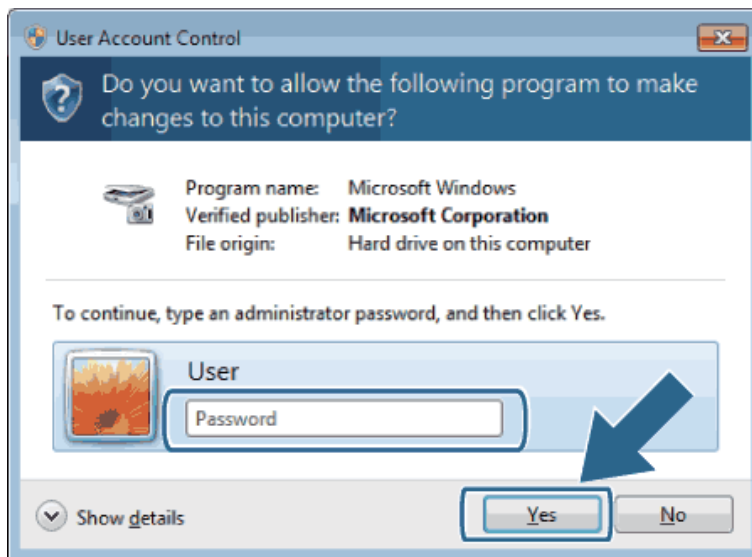 User Account Control
Do you want to allow the following program to make
changes to this computer?
Program name: Microsoft Windows
Verified publisher: Microsoft Corporation
File origin: Hard drive on this computer
To continue, type an administrator password, and then click Yes.
User
Password
Show details
Yes
No